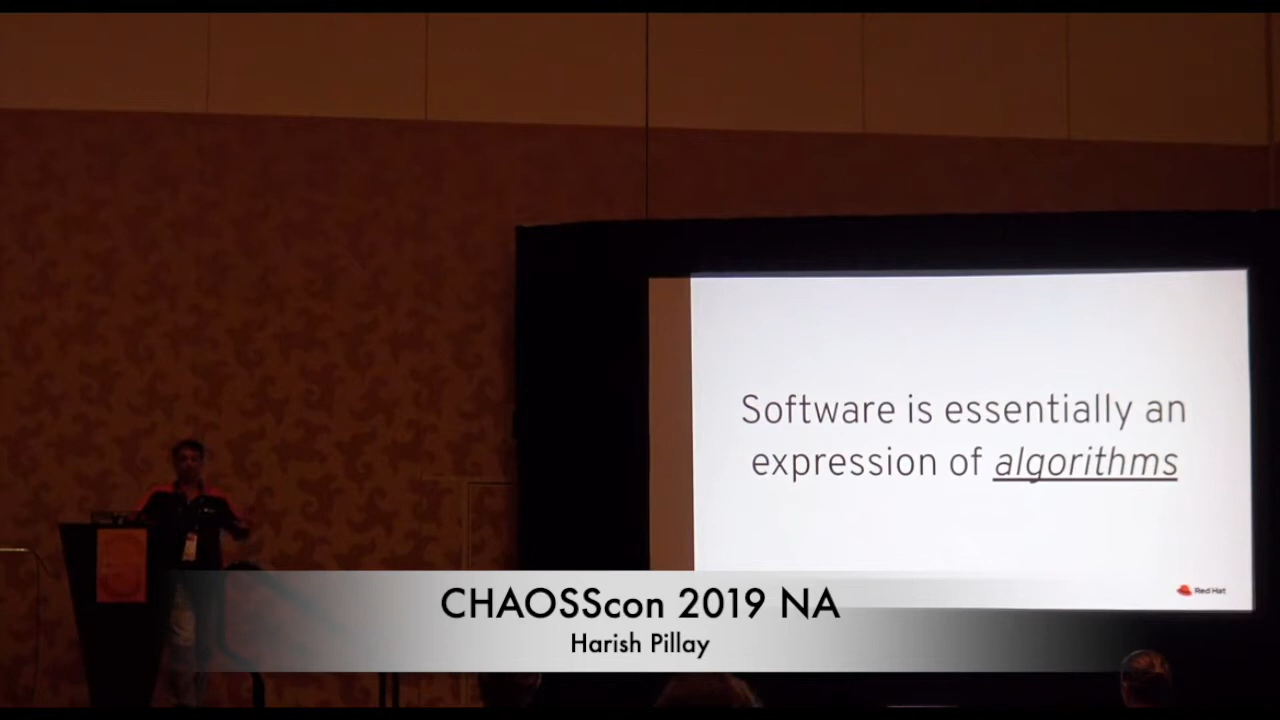 Software is essentially an
expression of algorithms
Red Hat
CHAOSScon 2019 NA
Harish Pillay